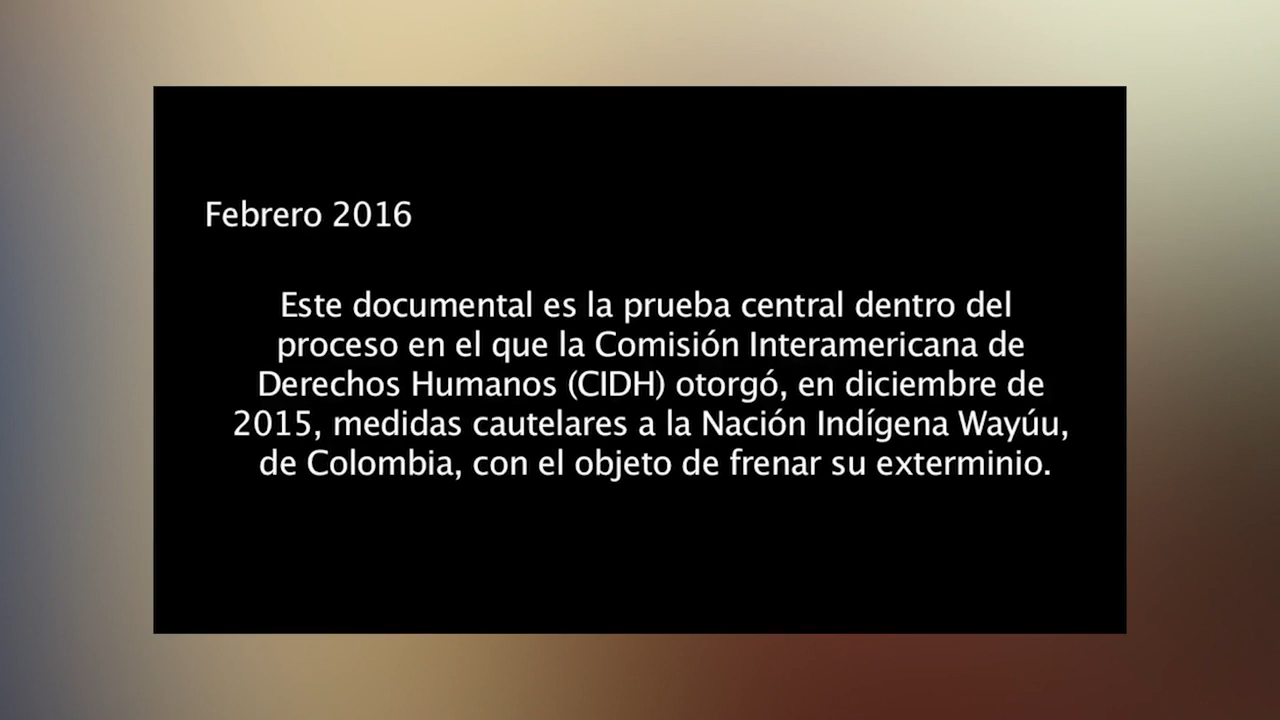 Febrero 2016
Este documental es la prueba central dentro del
proceso en el que la Comisión Interamericana de
Derechos Humanos (CIDH) otorgó, en diciembre de
2015, medidas cautelares a la Nación Indígena Wayúu,
de Colombia, con el objeto de frenar su exterminio.